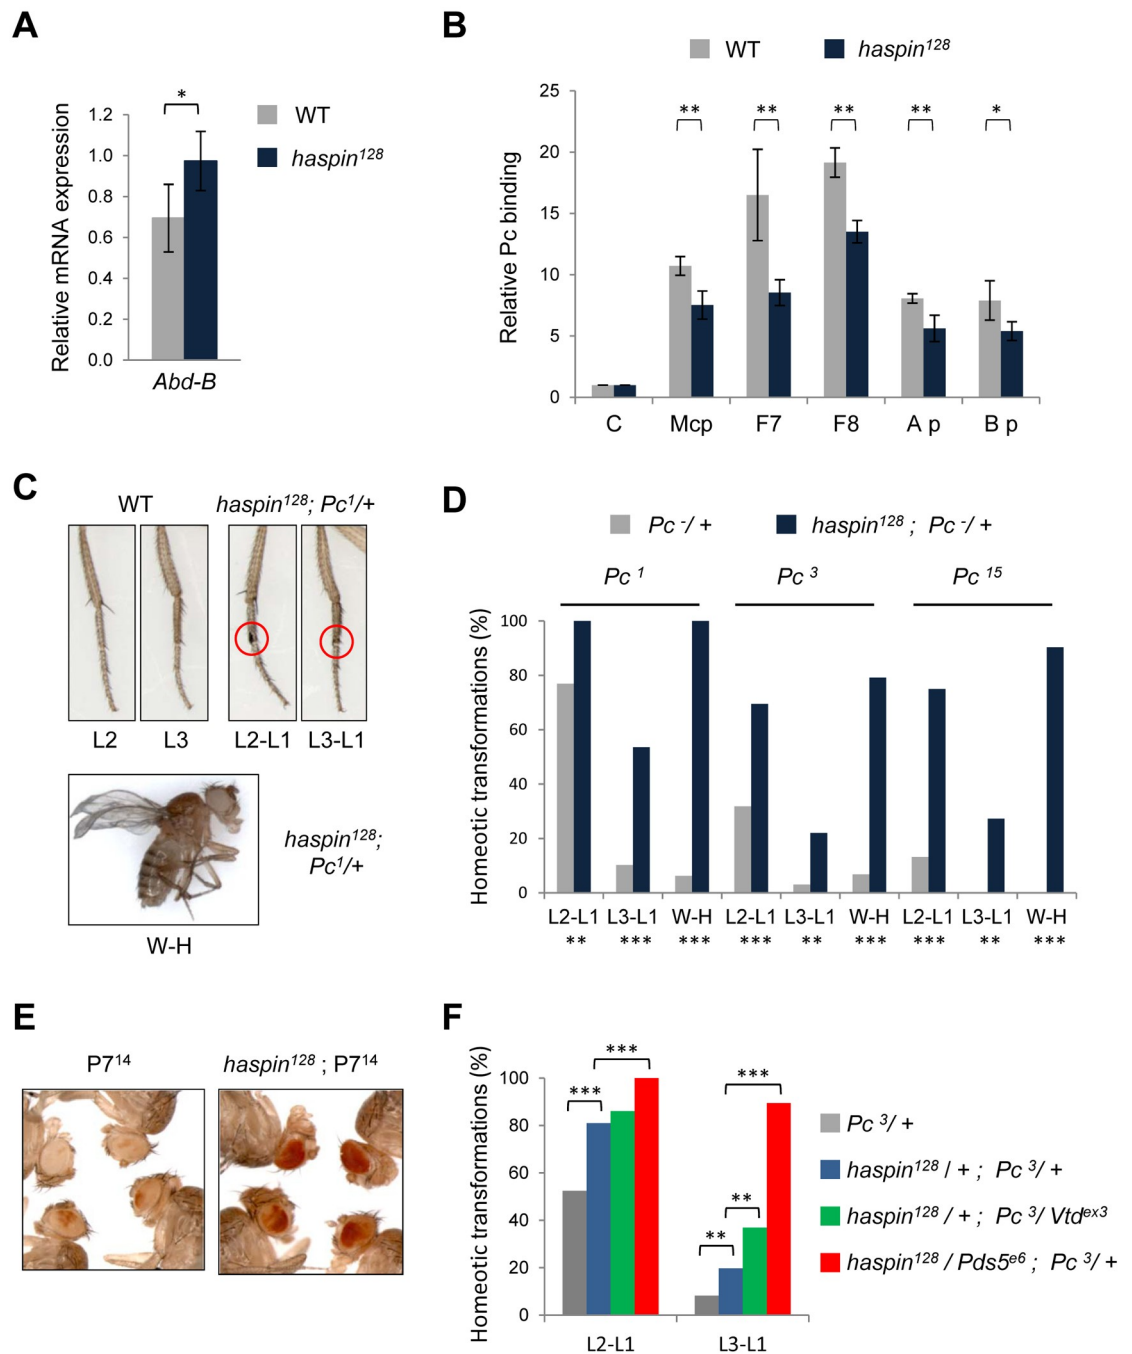 A
Relative mRNA expression
1.2
1.0
0.8
0.6
0.4
0.2
0.0
*
WT
haspin¹²⁸
Abd-B
B
WT haspin¹²⁸
Relative Pc binding
25
20
15
10
5
0
** ** ** ** *
C Mcp F7 F8 A p B p
C
WT haspin¹²⁸; Pc¹/+
L2 L3 L2-L1 L3-L1
haspin¹²⁸;
Pc¹/+
W-H
D
Pc ⁻/ + haspin¹²⁸ ; Pc ⁻/ +
Pc ¹ Pc ³ Pc ¹⁵
Homeotic transformations (%)
100
80
60
40
20
0
L2-L1 L3-L1 W-H L2-L1 L3-L1 W-H L2-L1 L3-L1 W-H
** *** *** *** ** *** *** ** ***
E
P7¹⁴ haspin¹²⁸ ; P7¹⁴
F
Homeotic transformations (%)
100
80
60
40
20
0
*** *** ** ** ***
L2-L1 L3-L1
Pc ³/ +
haspin¹²⁸ / + ; Pc ³/ +
haspin¹²⁸ / + ; Pc ³/ Vtdᵉˣ³
haspin¹²⁸ / Pds5ᵉ⁶ ; Pc ³/ +